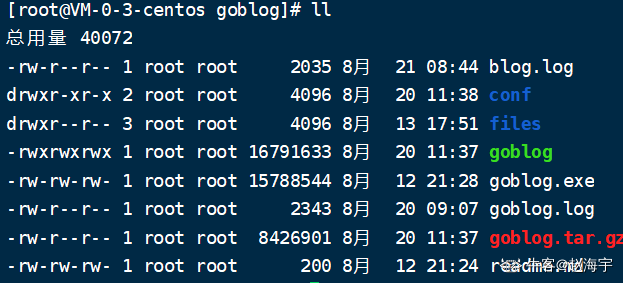 [root@VM-0-3-centos goblog]# ll
总用量 40072
-rw-r--r-- 1 root root     2035 8月  21 08:44 blog.log
drwxr-xr-x 2 root root     4096 8月  20 11:38 conf
drwxr--r-- 3 root root     4096 8月  13 17:51 files
-rwxrwxrwx 1 root root 16791633 8月  20 11:37 goblog
-rw-rw-rw- 1 root root 15788544 8月  12 21:28 goblog.exe
-rw-r--r-- 1 root root     2343 8月  20 09:07 goblog.log
-rw-r--r-- 1 root root  8426901 8月  20 11:37 goblog.tar.gz
-rw-rw-rw- 1 root root      200 8月  12 21:24 readme.md
牛客@赵海宇